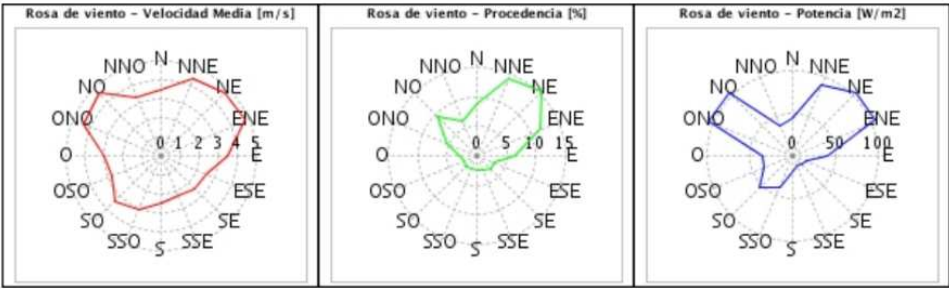 Rosa de viento - Velocidad Media [m/s]
N
NNO NNE
NO NE
ONO ENE
0 1 2 3 4 5
O E
OSO ESE
SO SE
SSO SSE
S
Rosa de viento - Procedencia [%]
N
NNO NNE
NO NE
ONO ENE
0 5 10 15
O E
OSO ESE
SO SE
SSO SSE
S
Rosa de viento - Potencia [W/m2]
N
NNO NNE
NO NE
ONO ENE
0 50 100
O E
OSO ESE
SO SE
SSO SSE
S